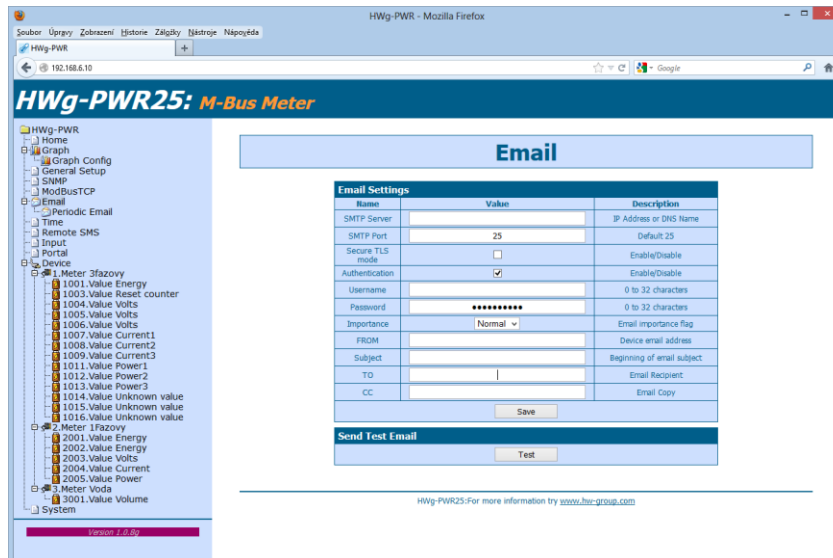 HWg-PWR - Mozilla Firefox
Soubor Úpravy Zobrazení Historie Záložky Nástroje Nápověda
HWg-PWR +
192.168.6.10 Google
HWg-PWR25: M-Bus Meter
HWg-PWR
Home
Graph
Graph Config
General Setup
SNMP
ModBusTCP
Email
Periodic Email
Time
Remote SMS
Input
Portal
Device
1.Meter 3fazovy
1001.Value Energy
1003.Value Reset counter
1004.Value Volts
1005.Value Volts
1006.Value Volts
1007.Value Current1
1008.Value Current2
1009.Value Current3
1011.Value Power1
1012.Value Power2
1013.Value Power3
1014.Value Unknown value
1015.Value Unknown value
1016.Value Unknown value
2.Meter 1Fazovy
2001.Value Energy
2002.Value Energy
2003.Value Volts
2004.Value Current
2005.Value Power
3.Meter Voda
3001.Value Volume
System
Version 1.0.8g
Email
Email Settings
Name Value Description
SMTP Server IP Address or DNS Name
SMTP Port 25 Default 25
Secure TLS mode Enable/Disable
Authentication Enable/Disable
Username 0 to 32 characters
Password •••••••••• 0 to 32 characters
Importance Normal Email importance flag
FROM Device email address
Subject Beginning of email subject
TO Email Recipient
CC Email Copy
Save
Send Test Email
Test
HWg-PWR25:For more information try www.hw-group.com